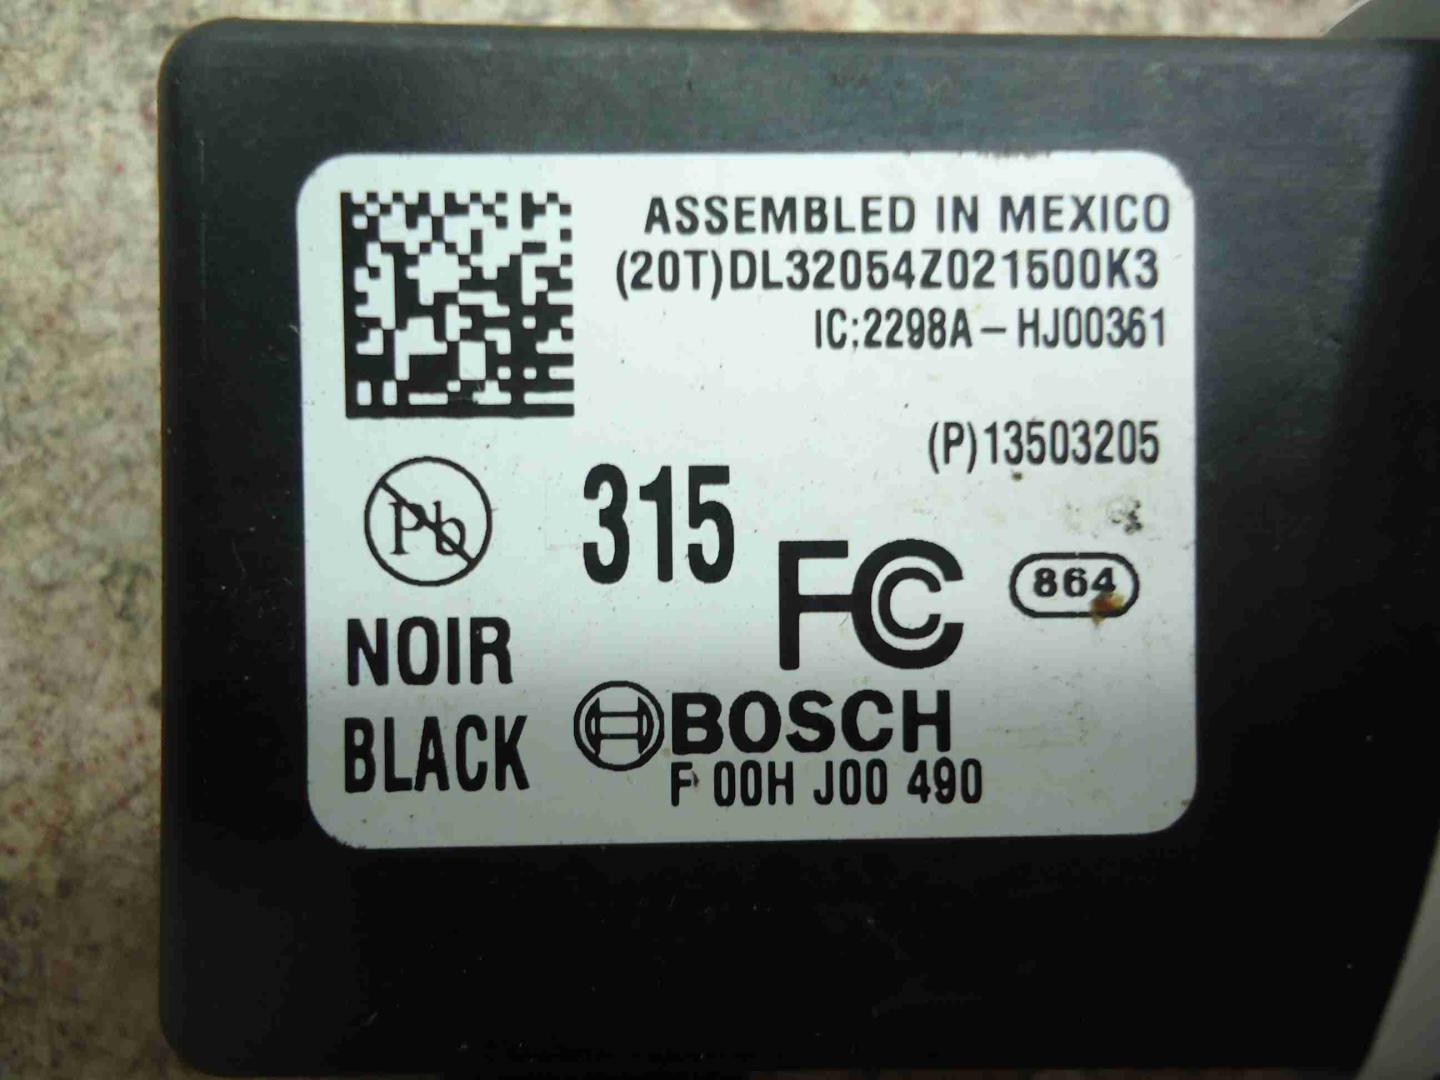 ASSEMBLED IN MEXICO
(20T)DL32054Z021500K3
IC:2298A-HJ00361
(P)13503205
Pb
315
FC
864
NOIR
BLACK
BOSCH
F 00H J00 490